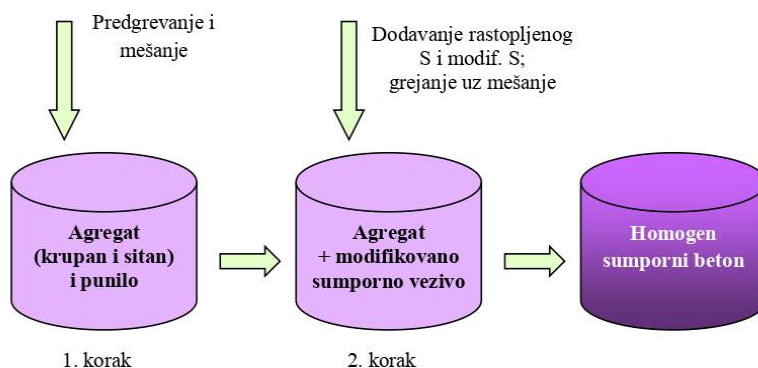 Predgrevanje i
mešanje
Dodavanje rastopljenog
S i modif. S;
grejanje uz mešanje
Agregat
(krupan i sitan)
i punilo
Agregat
+ modifikovano
sumporno vezivo
Homogen
sumporni beton
1. korak
2. korak